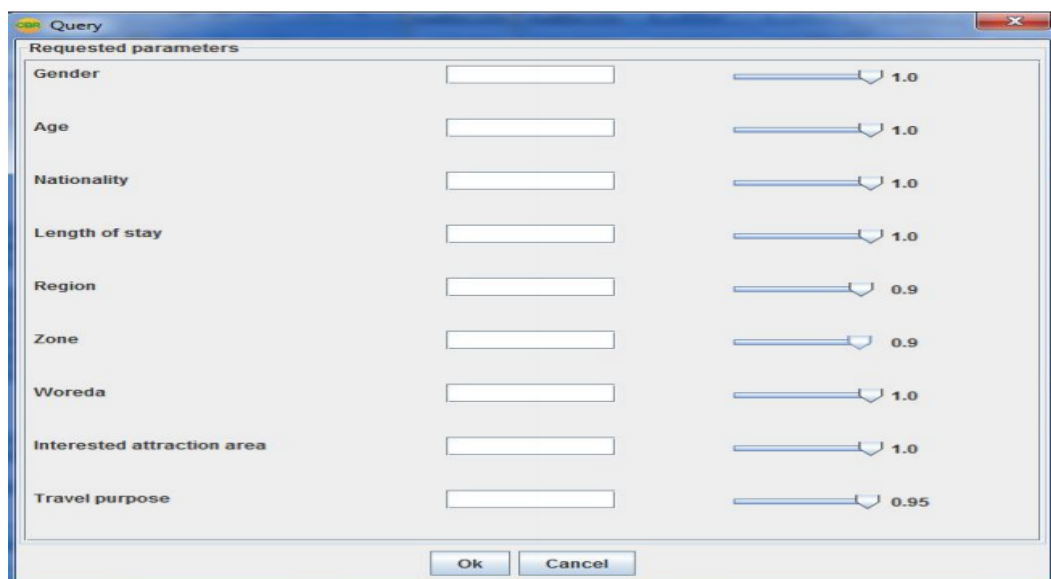 CBR Query
Requested parameters
Gender 1.0
Age 1.0
Nationality 1.0
Length of stay 1.0
Region 0.9
Zone 0.9
Woreda 1.0
Interested attraction area 1.0
Travel purpose 0.95
Ok Cancel